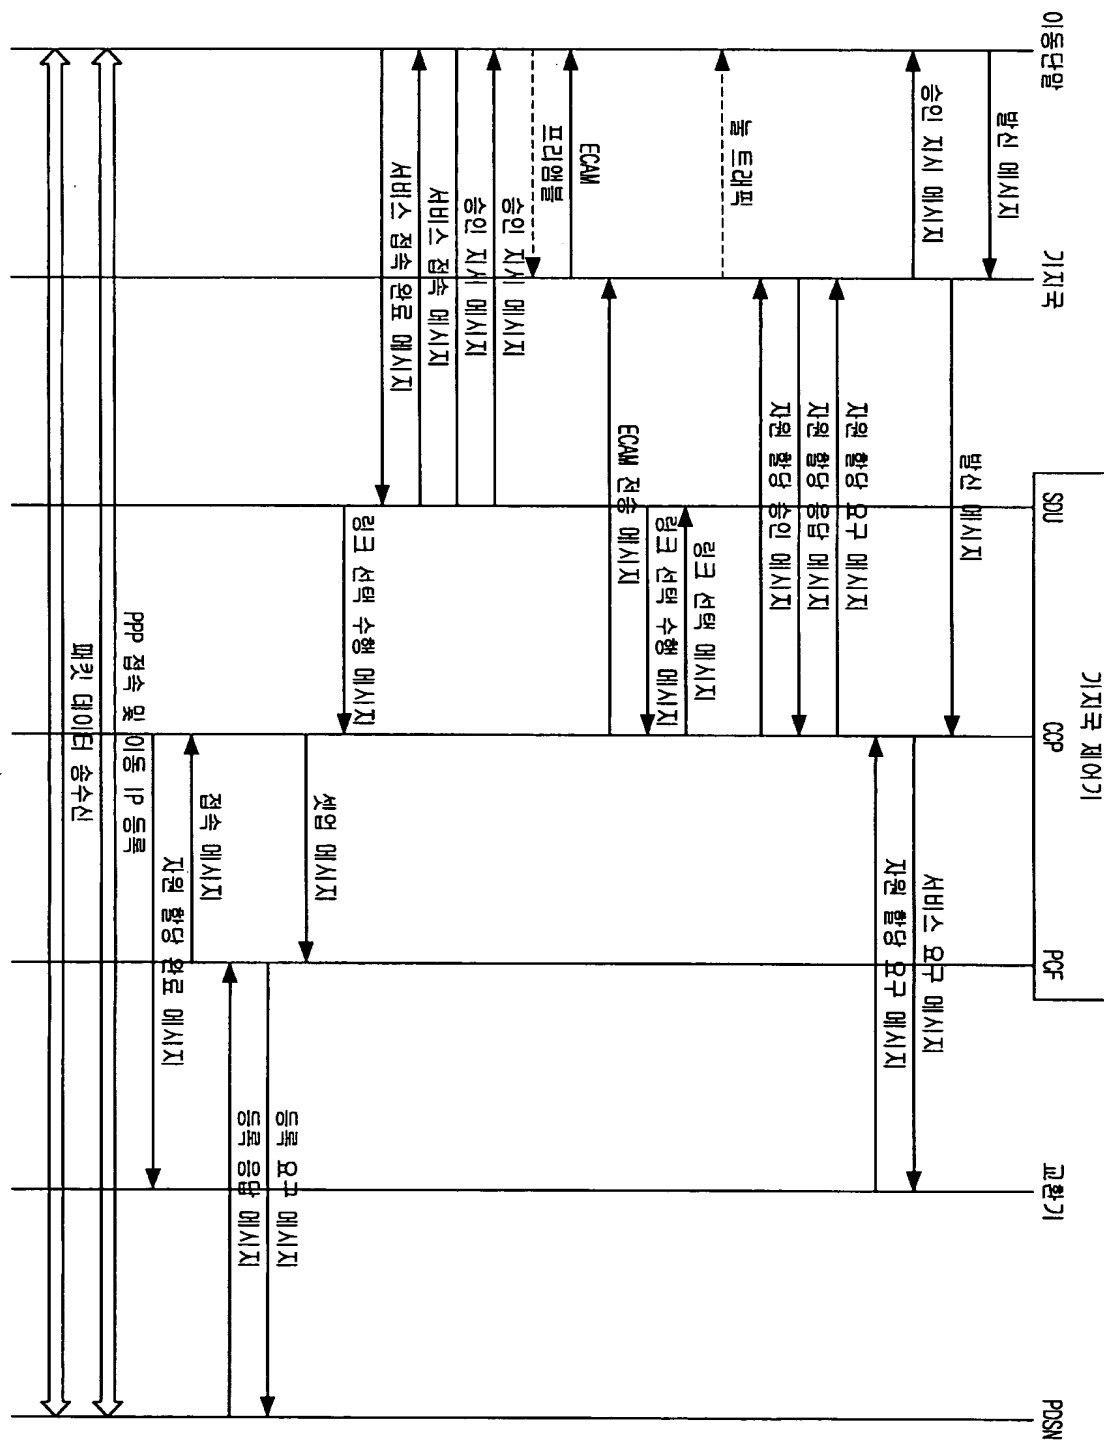 기지국 제어기
이동단말
기지국
SDU
CCP
PCF
교환기
PDSN
발신 메시지
발신 메시지
승인 지시 메시지
서비스 요구 메시지
자원 할당 요구 메시지
자원 할당 요구 메시지
자원 할당 응답 메시지
자원 할당 승인 메시지
눌 트래픽
링크 선택 메시지
링크 선택 수행 메시지
ECAM 전송 메시지
ECAM
프리앰블
승인 지시 메시지
승인 지시 메시지
서비스 접속 메시지
서비스 접속 완료 메시지
링크 선택 수행 메시지
셋업 메시지
등록 요구 메시지
등록 응답 메시지
접속 메시지
자원 할당 완료 메시지
PPP 접속 및 이동 IP 등록
패킷 데이터 송수신